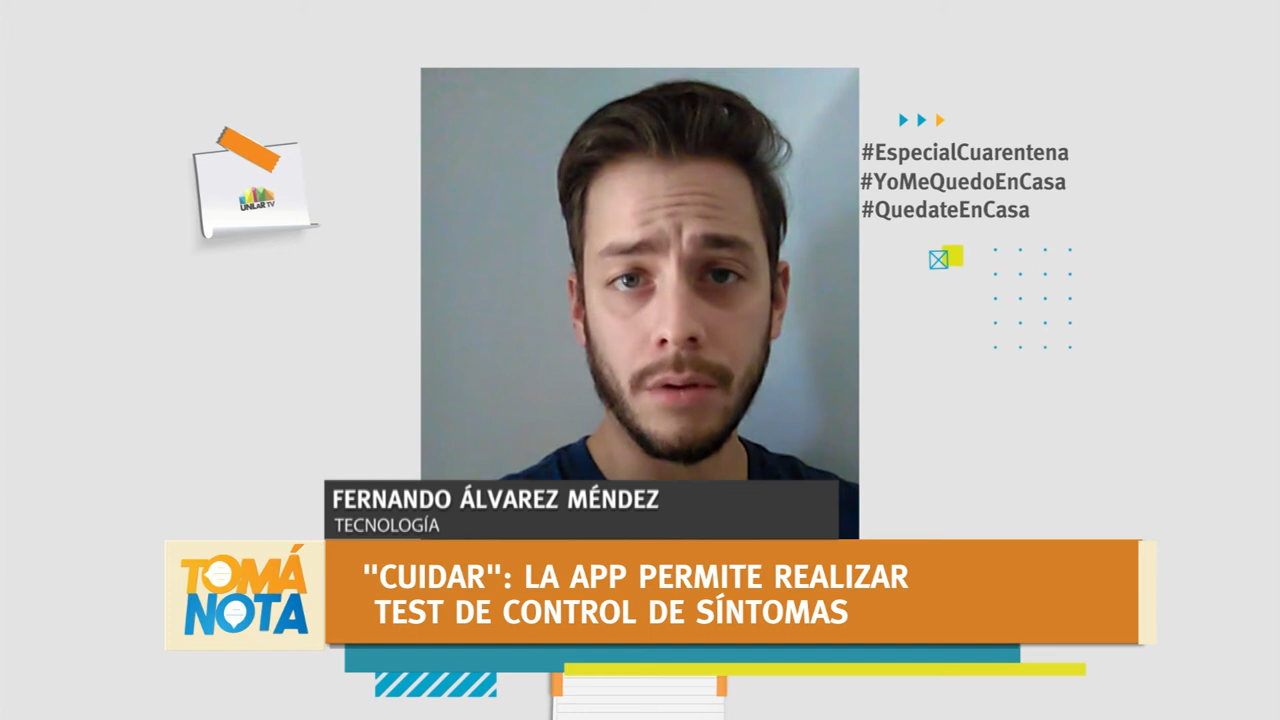 UNLAR TV
#EspecialCuarentena
#YoMeQuedoEnCasa
#QuedateEnCasa
FERNANDO ÁLVAREZ MÉNDEZ
TECNOLOGÍA
TOMÁ
NOTA
"CUIDAR": LA APP PERMITE REALIZAR
TEST DE CONTROL DE SÍNTOMAS